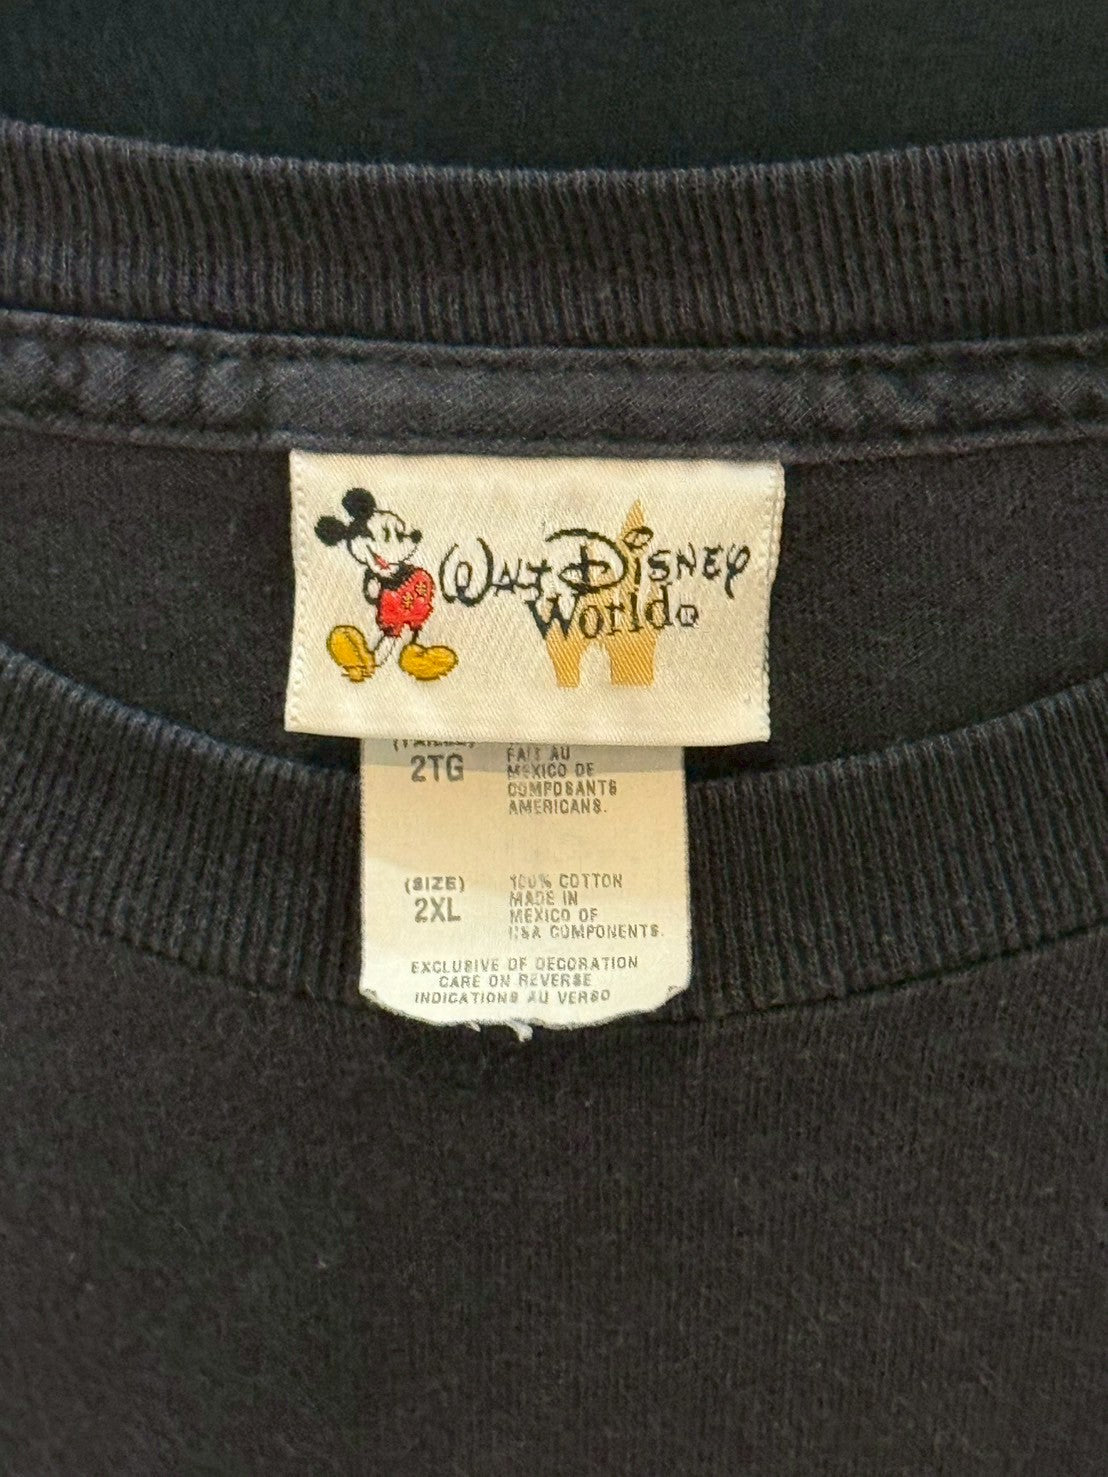 WALT DISNEY
World®
(TAILLE)
2TG
FAIT AU
MEXICO DE
COMPOSANTS
AMERICANS.
(SIZE)
2XL
100% COTTON
MADE IN
MEXICO OF
USA COMPONENTS.
EXCLUSIVE OF DECORATION
CARE ON REVERSE
INDICATIONS AU VERSO